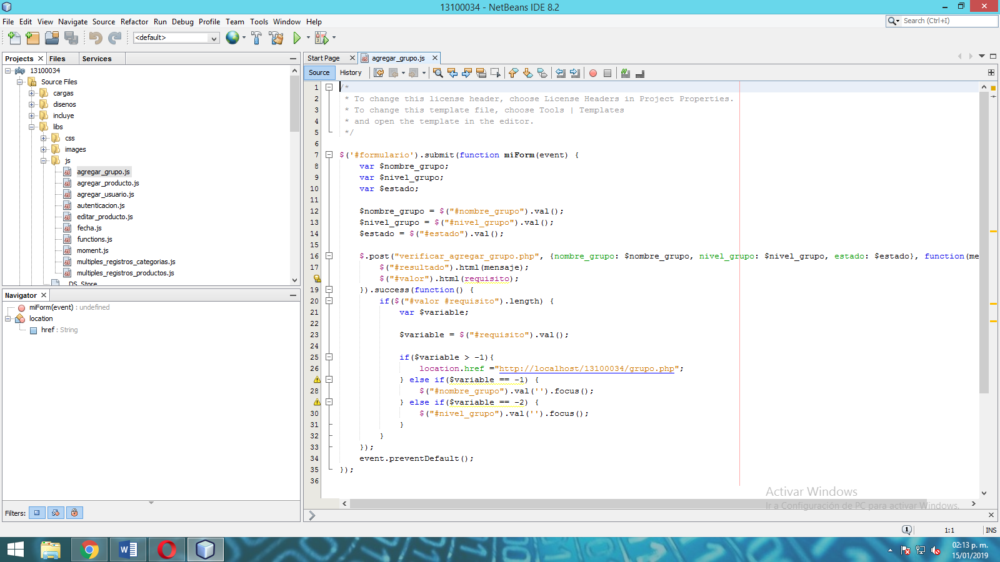 13100034 - NetBeans IDE 8.2
File Edit View Navigate Source Refactor Run Debug Profile Team Tools Window Help
Search (Ctrl+I)
<default>
Projects Files Services
13100034
Source Files
cargas
disenos
incluye
libs
css
images
js
agregar_grupo.js
agregar_producto.js
agregar_usuario.js
autenticacion.js
editar_producto.js
fecha.js
functions.js
moment.js
multiples_registros_categorias.js
multiples_registros_productos.js
.DS_Store
Navigator
miForm(event) : undefined
location
href : String
Filters:
Start Page agregar_grupo.js
Source History
1 /*
2 * To change this license header, choose License Headers in Project Properties.
3 * To change this template file, choose Tools | Templates
4 * and open the template in the editor.
5 */
6
7 $('#formulario').submit(function miForm(event) {
8 var $nombre_grupo;
9 var $nivel_grupo;
10 var $estado;
11
12 $nombre_grupo = $("#nombre_grupo").val();
13 $nivel_grupo = $("#nivel_grupo").val();
14 $estado = $("#estado").val();
15
16 $.post("verificar_agregar_grupo.php", {nombre_grupo: $nombre_grupo, nivel_grupo: $nivel_grupo, estado: $estado}, function(me
17 $("#resultado").html(mensaje);
$("#valor").html(requisito);
19 }).success(function() {
20 if($("#valor #requisito").length) {
21 var $variable;
22
23 $variable = $("#requisito").val();
24
25 if($variable > -1){
26 location.href ="http://localhost/13100034/grupo.php";
} else if($variable == -1) {
28 $("#nombre_grupo").val('').focus();
} else if($variable == -2) {
30 $("#nivel_grupo").val('').focus();
31 }
32 }
33 });
34 event.preventDefault();
35 });
36
Activar Windows
Ir a Configuración de PC para activar Windows.
1 1:1 INS
02:13 p. m.
15/01/2019